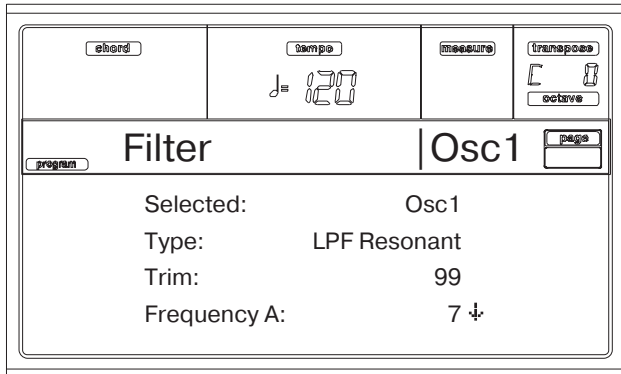 chord tempo measure transpose
♩= 120 C 0
octave
program Filter |Osc1 page
Selected: Osc1
Type: LPF Resonant
Trim: 99
Frequency A: 7